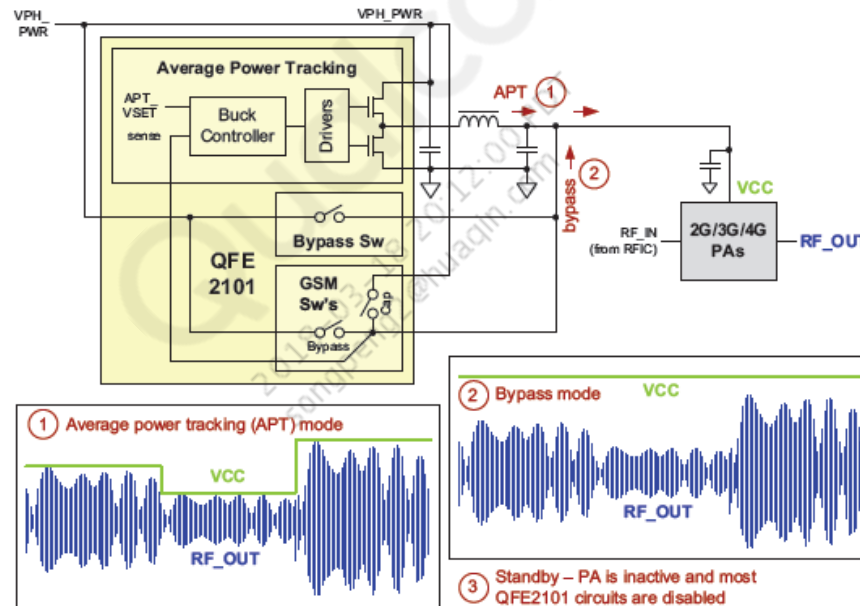 VPH_
PWR
VPH_PWR
Average Power Tracking
APT_
VSET
sense
Buck
Controller
Drivers
APT 1
bypass 2
VCC
RF_IN
(from RFIC)
2G/3G/4G
PAs
RF_OUT
Bypass Sw
QFE
2101
GSM
Sw's
Cap
Bypass
1 Average power tracking (APT) mode
VCC
RF_OUT
2 Bypass mode
VCC
RF_OUT
3 Standby – PA is inactive and most
QFE2101 circuits are disabled